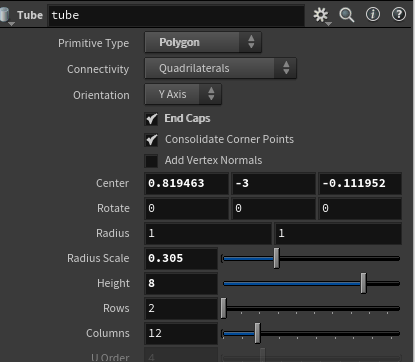 Tube tube
Primitive Type Polygon
Connectivity Quadrilaterals
Orientation Y Axis
End Caps
Consolidate Corner Points
Add Vertex Normals
Center 0.819463 -3 -0.111952
Rotate 0 0 0
Radius 1 1
Radius Scale 0.305
Height 8
Rows 2
Columns 12
U Order 4